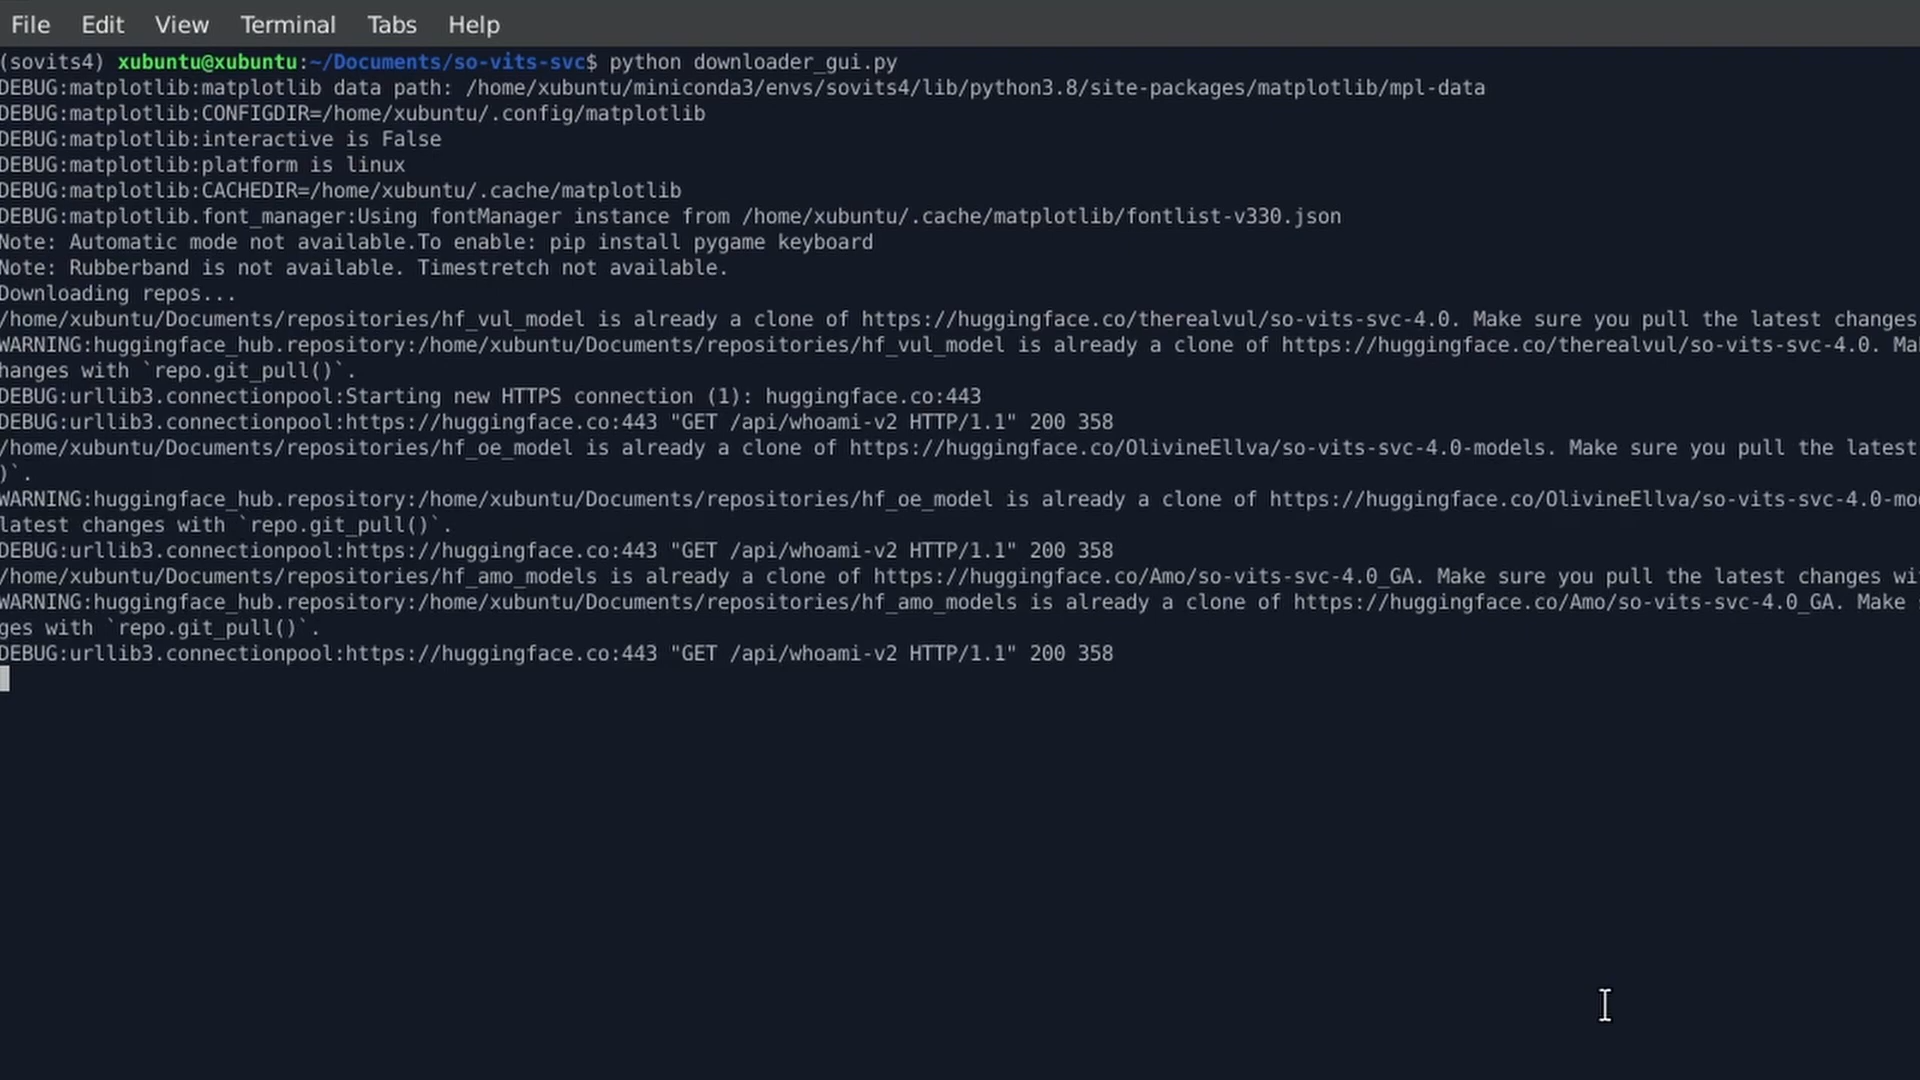 File Edit View Terminal Tabs Help
(sovits4) xubuntu@xubuntu:~/Documents/so-vits-svc$ python downloader_gui.py
DEBUG:matplotlib:matplotlib data path: /home/xubuntu/miniconda3/envs/sovits4/lib/python3.8/site-packages/matplotlib/mpl-data
DEBUG:matplotlib:CONFIGDIR=/home/xubuntu/.config/matplotlib
DEBUG:matplotlib:interactive is False
DEBUG:matplotlib:platform is linux
DEBUG:matplotlib:CACHEDIR=/home/xubuntu/.cache/matplotlib
DEBUG:matplotlib.font_manager:Using fontManager instance from /home/xubuntu/.cache/matplotlib/fontlist-v330.json
Note: Automatic mode not available.To enable: pip install pygame keyboard
Note: Rubberband is not available. Timestretch not available.
Downloading repos...
/home/xubuntu/Documents/repositories/hf_vul_model is already a clone of https://huggingface.co/therealvul/so-vits-svc-4.0. Make sure you pull the latest changes
WARNING:huggingface_hub.repository:/home/xubuntu/Documents/repositories/hf_vul_model is already a clone of https://huggingface.co/therealvul/so-vits-svc-4.0. Ma
hanges with `repo.git_pull()`.
DEBUG:urllib3.connectionpool:Starting new HTTPS connection (1): huggingface.co:443
DEBUG:urllib3.connectionpool:https://huggingface.co:443 "GET /api/whoami-v2 HTTP/1.1" 200 358
/home/xubuntu/Documents/repositories/hf_oe_model is already a clone of https://huggingface.co/OlivineEllva/so-vits-svc-4.0-models. Make sure you pull the latest
)`.
WARNING:huggingface_hub.repository:/home/xubuntu/Documents/repositories/hf_oe_model is already a clone of https://huggingface.co/OlivineEllva/so-vits-svc-4.0-mo
latest changes with `repo.git_pull()`.
DEBUG:urllib3.connectionpool:https://huggingface.co:443 "GET /api/whoami-v2 HTTP/1.1" 200 358
/home/xubuntu/Documents/repositories/hf_amo_models is already a clone of https://huggingface.co/Amo/so-vits-svc-4.0_GA. Make sure you pull the latest changes wi
WARNING:huggingface_hub.repository:/home/xubuntu/Documents/repositories/hf_amo_models is already a clone of https://huggingface.co/Amo/so-vits-svc-4.0_GA. Make
ges with `repo.git_pull()`.
DEBUG:urllib3.connectionpool:https://huggingface.co:443 "GET /api/whoami-v2 HTTP/1.1" 200 358